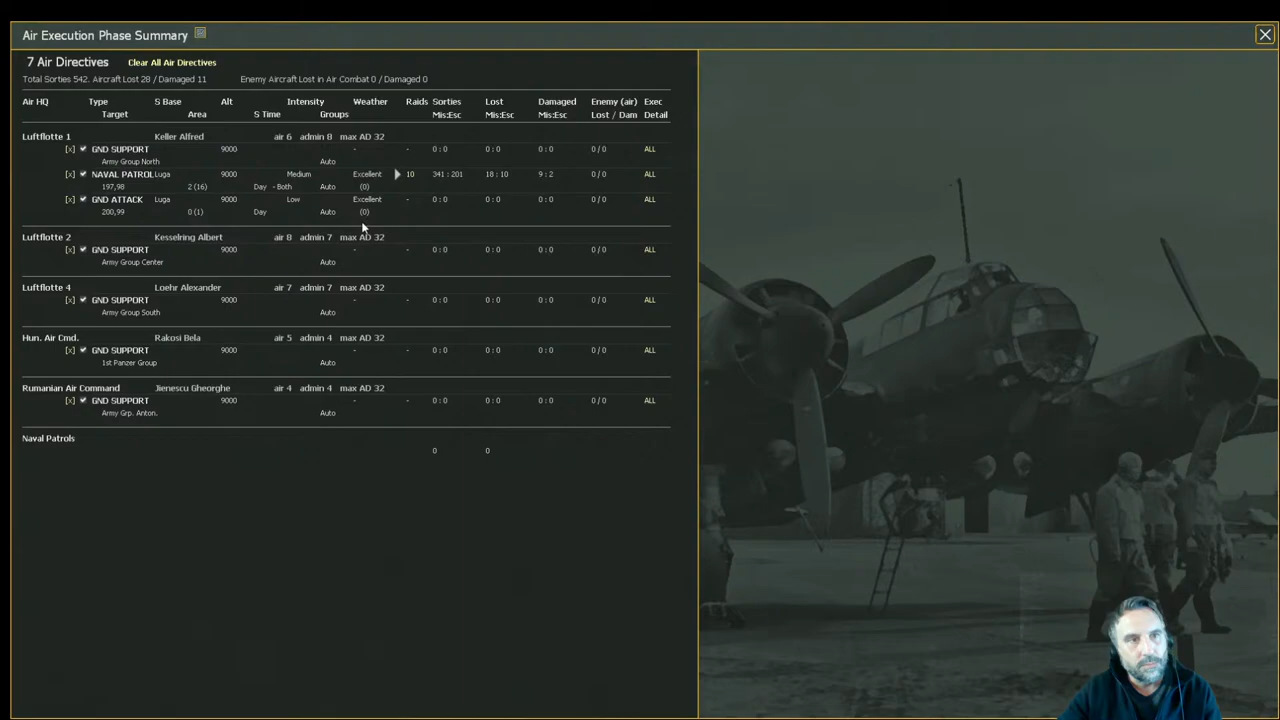 Air Execution Phase Summary
7 Air Directives Clear All Air Directives
Total Sorties 542. Aircraft Lost 28 / Damaged 11 Enemy Aircraft Lost in Air Combat 0 / Damaged 0
Air HQ Type S Base Alt Intensity Weather Raids Sorties Lost Damaged Enemy (air) Exec
Target Area S Time Groups Mis:Esc Mis:Esc Mis:Esc Lost / Dam Detail
Luftflotte 1 Keller Alfred air 6 admin 8 max AD 32
[x] GND SUPPORT 9000 - - 0 : 0 0 : 0 0 : 0 0 / 0 ALL
Army Group North Auto
[x] NAVAL PATROL Luga 9000 Medium Excellent 10 341 : 201 18 : 10 9 : 2 0 / 0 ALL
197,98 2 (16) Day - Both Auto (0)
[x] GND ATTACK Luga 9000 Low Excellent - 0 : 0 0 : 0 0 : 0 0 / 0 ALL
200,99 0 (1) Day Auto (0)
Luftflotte 2 Kesselring Albert air 8 admin 7 max AD 32
[x] GND SUPPORT 9000 - - 0 : 0 0 : 0 0 : 0 0 / 0 ALL
Army Group Center Auto
Luftflotte 4 Loehr Alexander air 7 admin 7 max AD 32
[x] GND SUPPORT 9000 - - 0 : 0 0 : 0 0 : 0 0 / 0 ALL
Army Group South Auto
Hun. Air Cmd. Rakosi Bela air 5 admin 4 max AD 32
[x] GND SUPPORT 9000 - - 0 : 0 0 : 0 0 : 0 0 / 0 ALL
1st Panzer Group Auto
Rumanian Air Command Jienescu Gheorghe air 4 admin 4 max AD 32
[x] GND SUPPORT 9000 - - 0 : 0 0 : 0 0 : 0 0 / 0 ALL
Army Grp. Anton. Auto
Naval Patrols
0 0